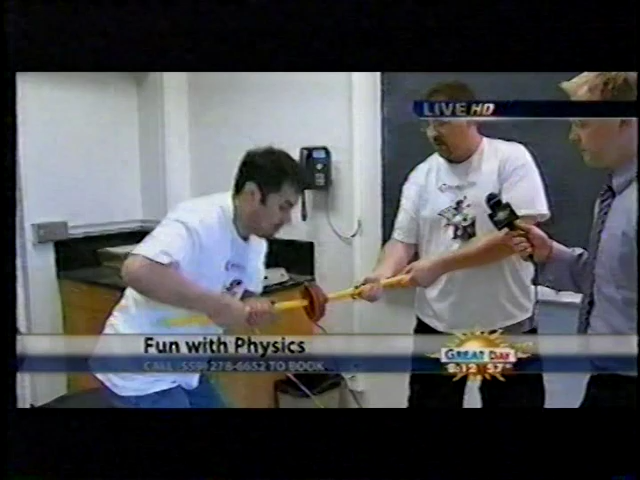 LIVE HD
Fun with Physics
CALL 559-278-6652 TO BOOK
GREAT DAY
8:12 57°